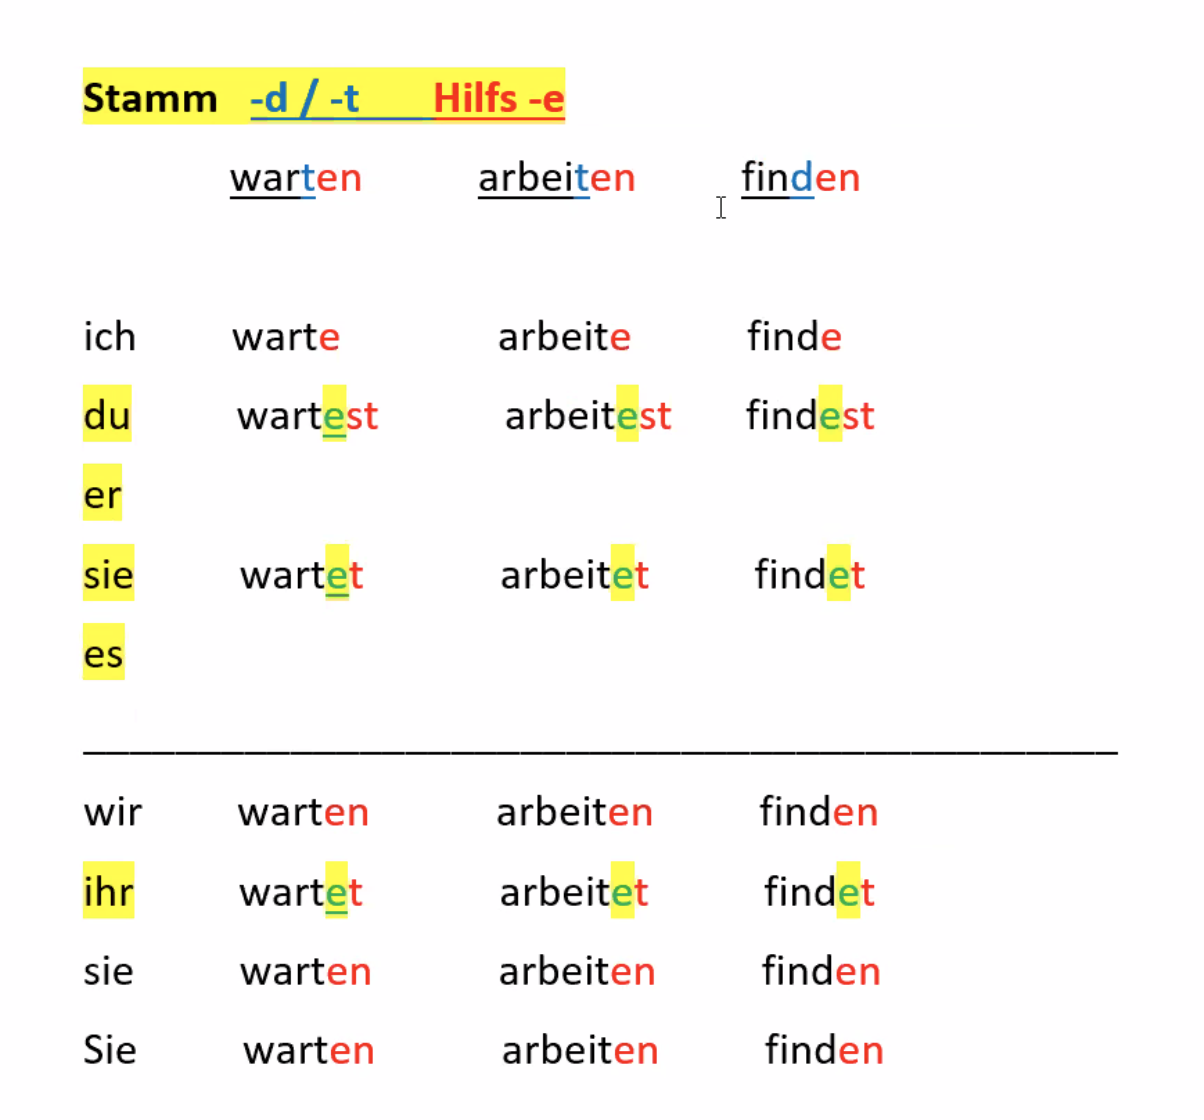 Stamm -d / -t Hilfs -e
warten arbeiten finden
ich warte arbeite finde
du wartest arbeitest findest
er
sie wartet arbeitet findet
es
wir warten arbeiten finden
ihr wartet arbeitet findet
sie warten arbeiten finden
Sie warten arbeiten finden